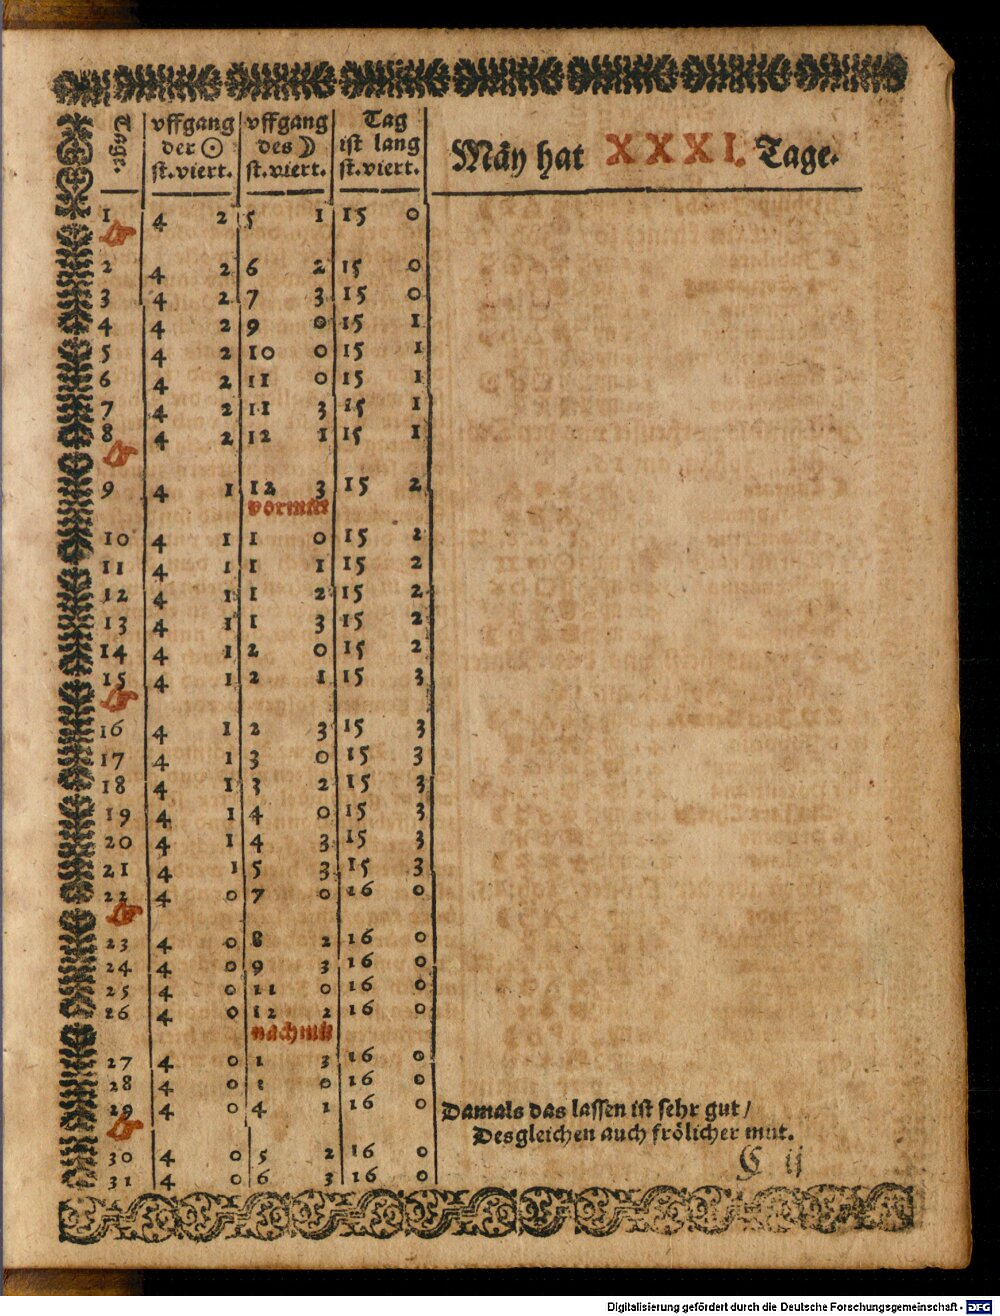 Tage.
vffgang der ☉ st. viert.
vffgang des ☽ st. viert.
Tag ist lang st. viert.
Mäy hat XXXI. Tage.
1 4 2 5 1 15 0
2 4 2 6 2 15 0
3 4 2 7 3 15 0
4 4 2 9 0 15 1
5 4 2 10 0 15 1
6 4 2 11 0 15 1
7 4 2 11 3 15 1
8 4 2 12 1 15 1
9 4 1 12 3 15 2
vormitt
10 4 1 1 0 15 2
11 4 1 1 1 15 2
12 4 1 1 2 15 2
13 4 1 1 3 15 2
14 4 1 2 0 15 2
15 4 1 2 1 15 3
16 4 1 2 3 15 3
17 4 1 3 0 15 3
18 4 1 3 2 15 3
19 4 1 4 0 15 3
20 4 1 4 3 15 3
21 4 1 5 3 15 3
22 4 0 7 0 16 0
23 4 0 8 2 16 0
24 4 0 9 3 16 0
25 4 0 11 0 16 0
26 4 0 12 2 16 0
nachmit
27 4 0 1 3 16 0
28 4 0 0 16 0
29 4 0 4 1 16 0
30 4 0 5 2 16 0
31 4 0 6 3 16 0
Damals das lassen ist sehr gut /
Desgleichen auch frölicher mut.
C ij
Digitalisierung gefördert durch die Deutsche Forschungsgemeinschaft - DFG